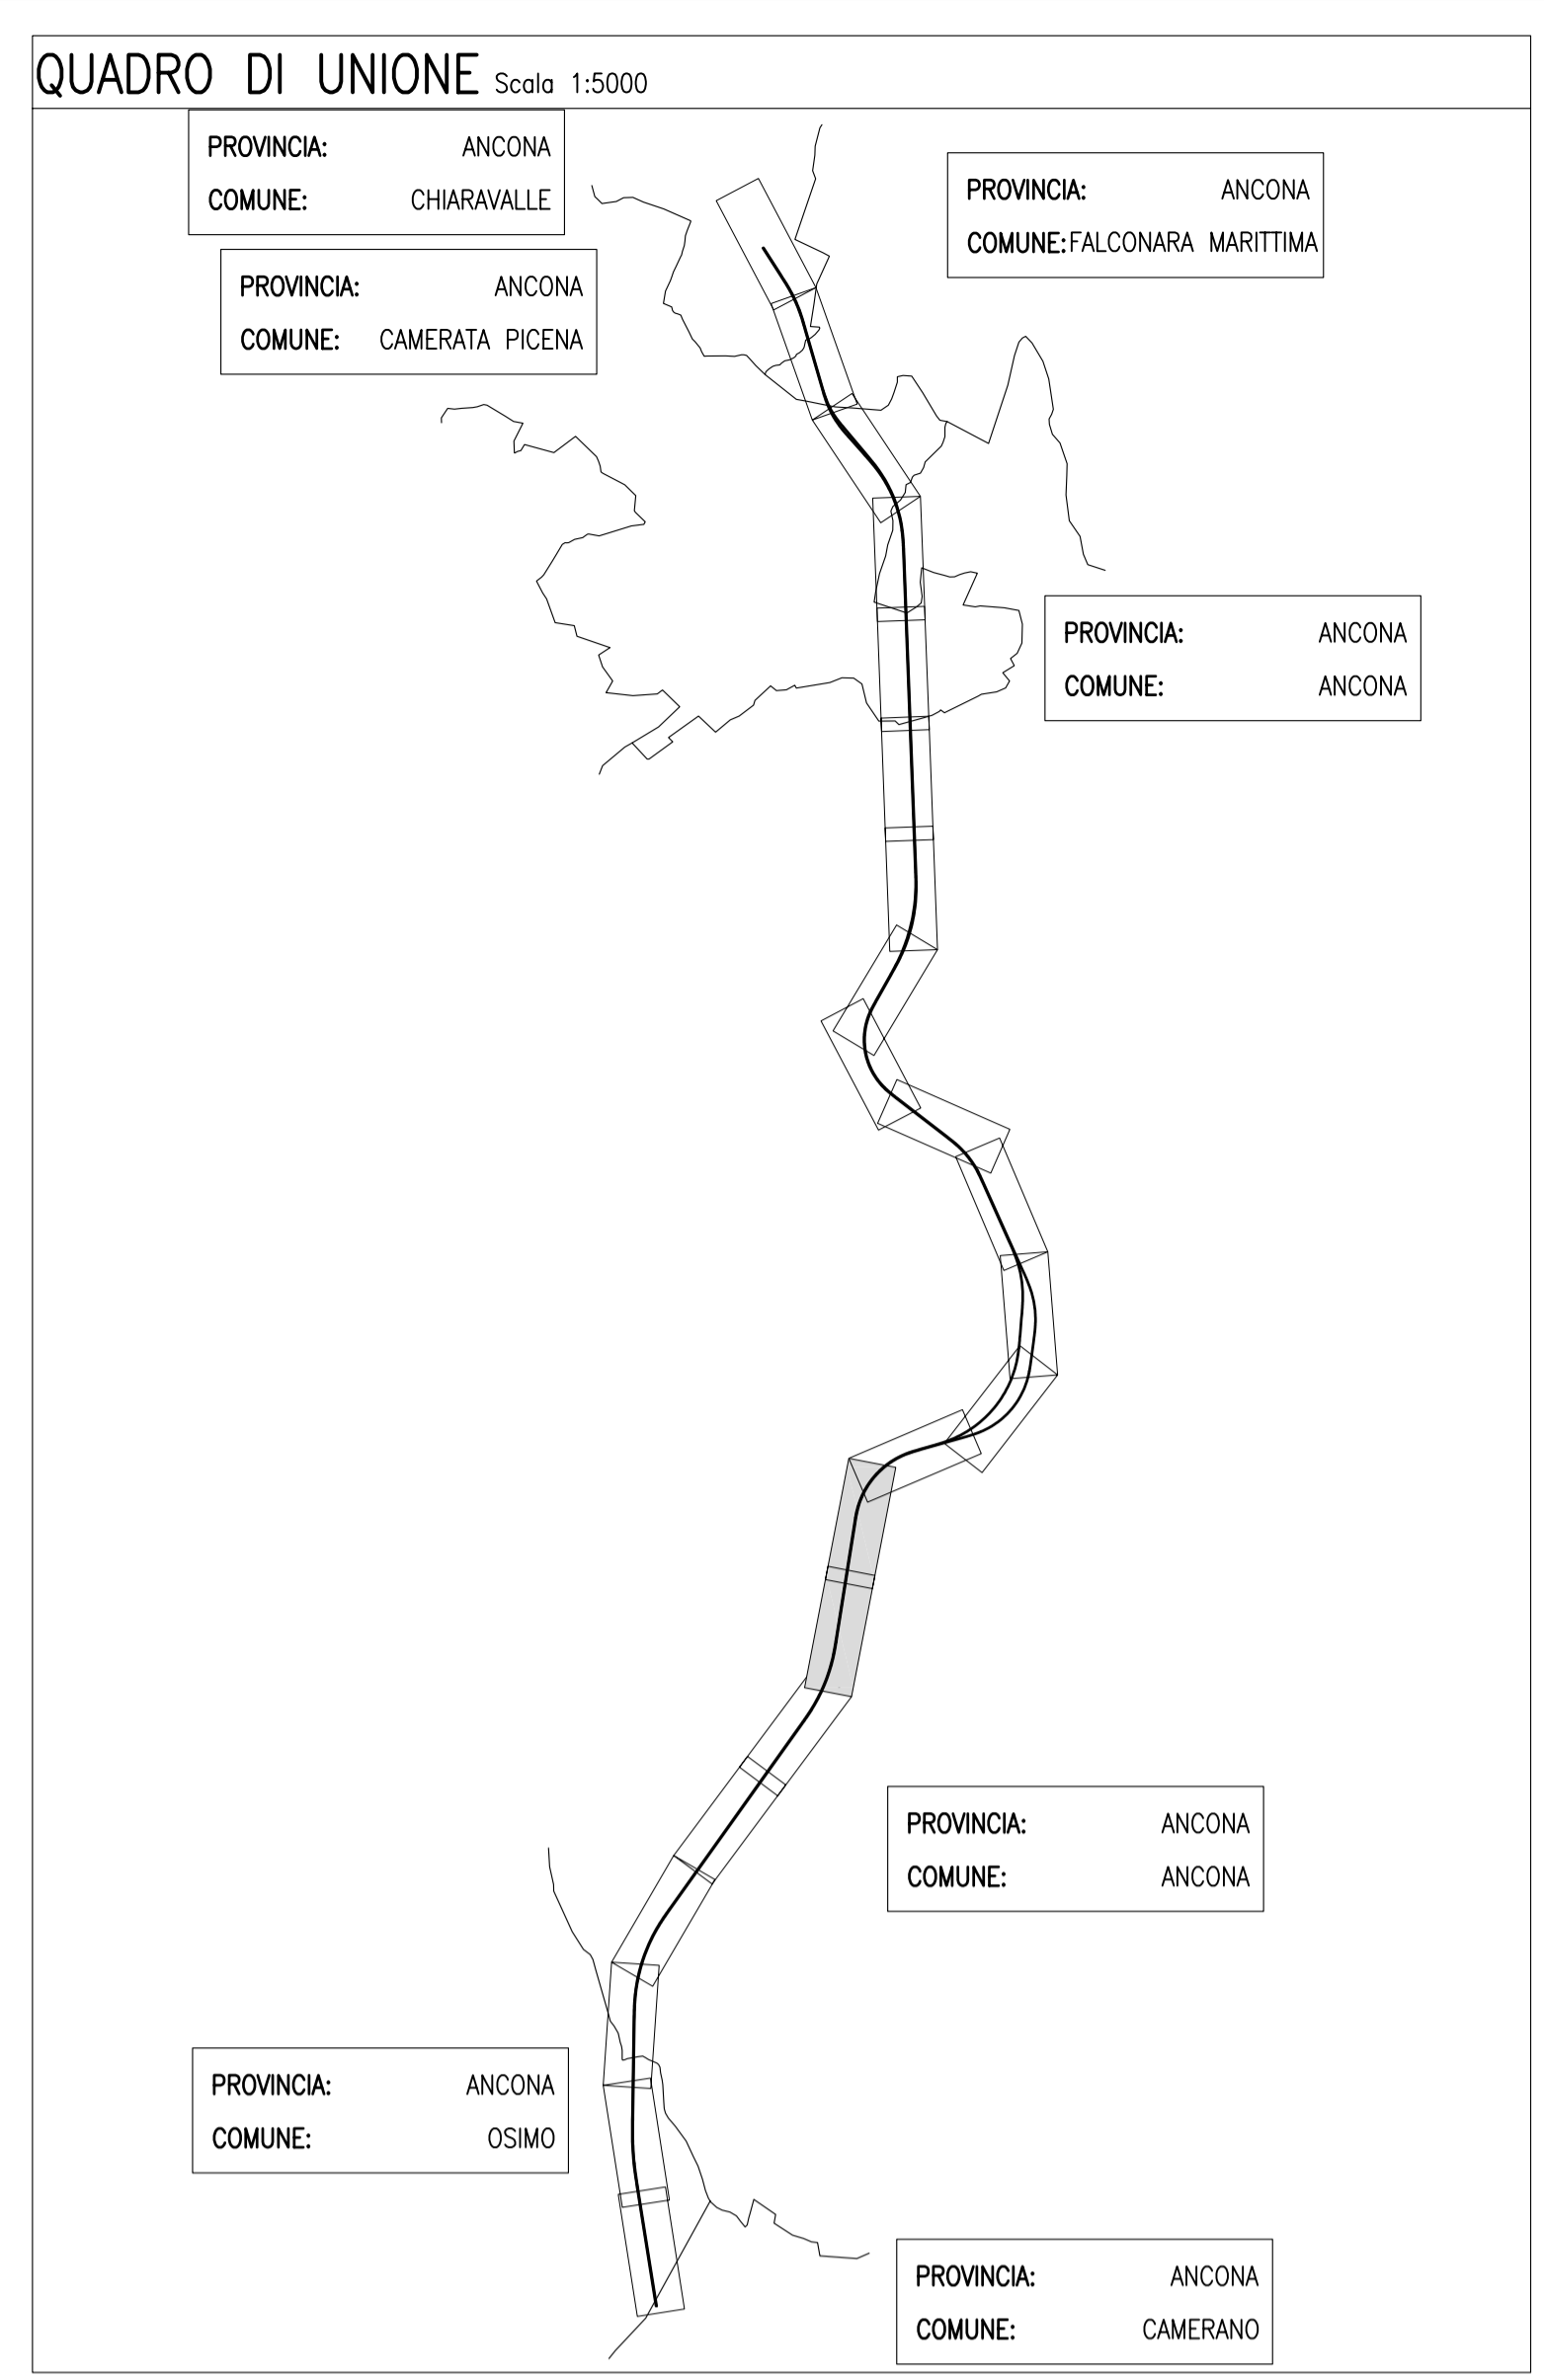 QUADRO DI UNIONE Scala 1:5000
PROVINCIA: ANCONA
COMUNE: CHIARAVALLE
PROVINCIA: ANCONA
COMUNE: FALCONARA MARITTIMA
PROVINCIA: ANCONA
COMUNE: CAMERATA PICENA
PROVINCIA: ANCONA
COMUNE: ANCONA
PROVINCIA: ANCONA
COMUNE: ANCONA
PROVINCIA: ANCONA
COMUNE: OSIMO
PROVINCIA: ANCONA
COMUNE: CAMERANO